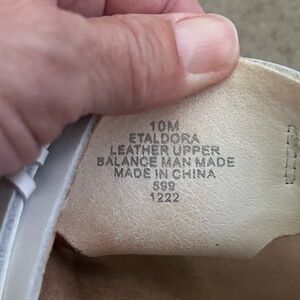 10M
ETALDORA
LEATHER UPPER
BALANCE MAN MADE
MADE IN CHINA
599
1222